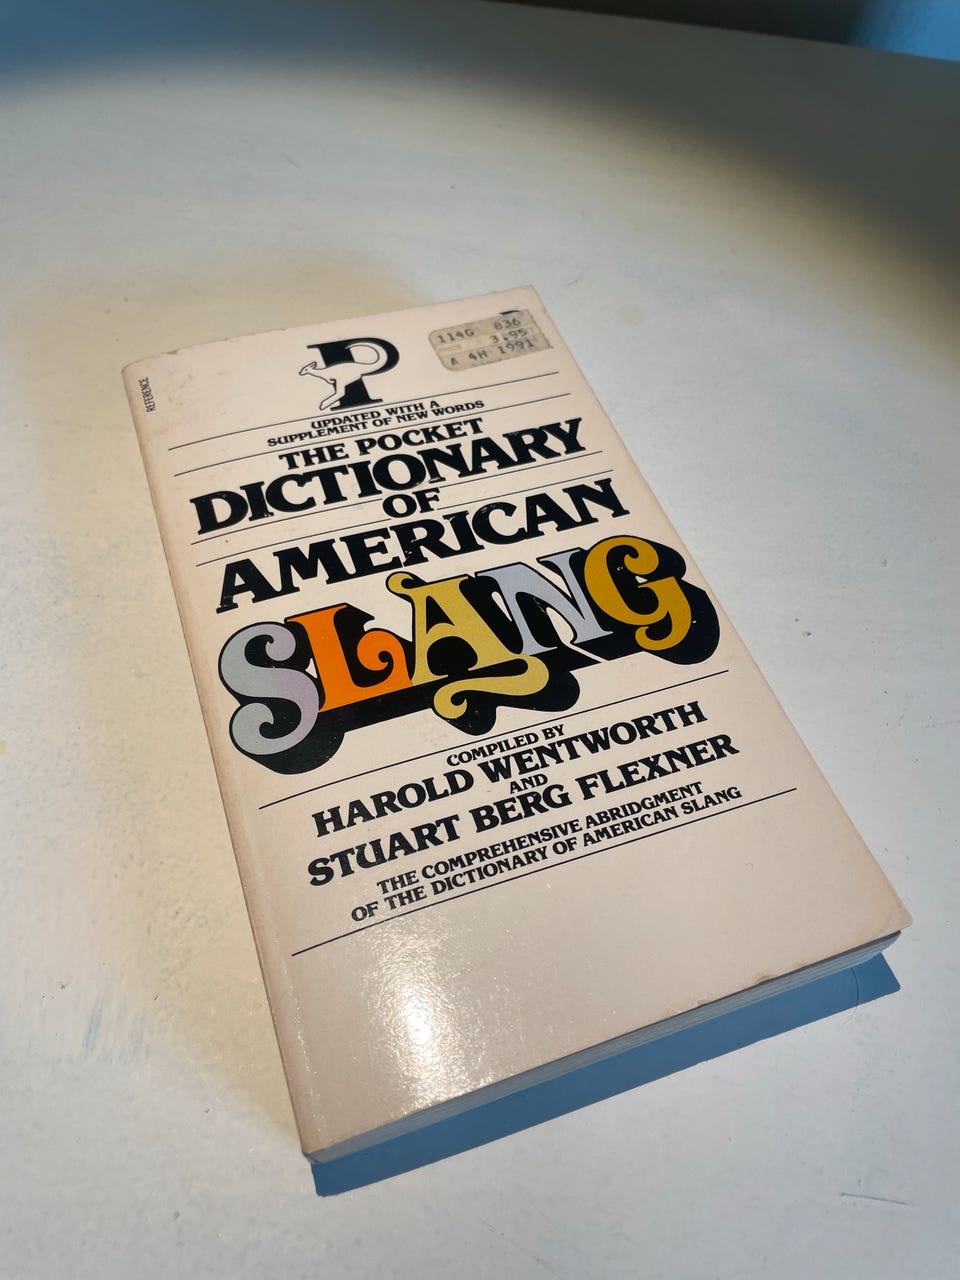 REFERENCE
P
114G 836
3.95
A 4H 1991
UPDATED WITH A
SUPPLEMENT OF NEW WORDS
THE POCKET
DICTIONARY
OF
AMERICAN
SLANG
COMPILED BY
HAROLD WENTWORTH
AND
STUART BERG FLEXNER
THE COMPREHENSIVE ABRIDGMENT
OF THE DICTIONARY OF AMERICAN SLANG